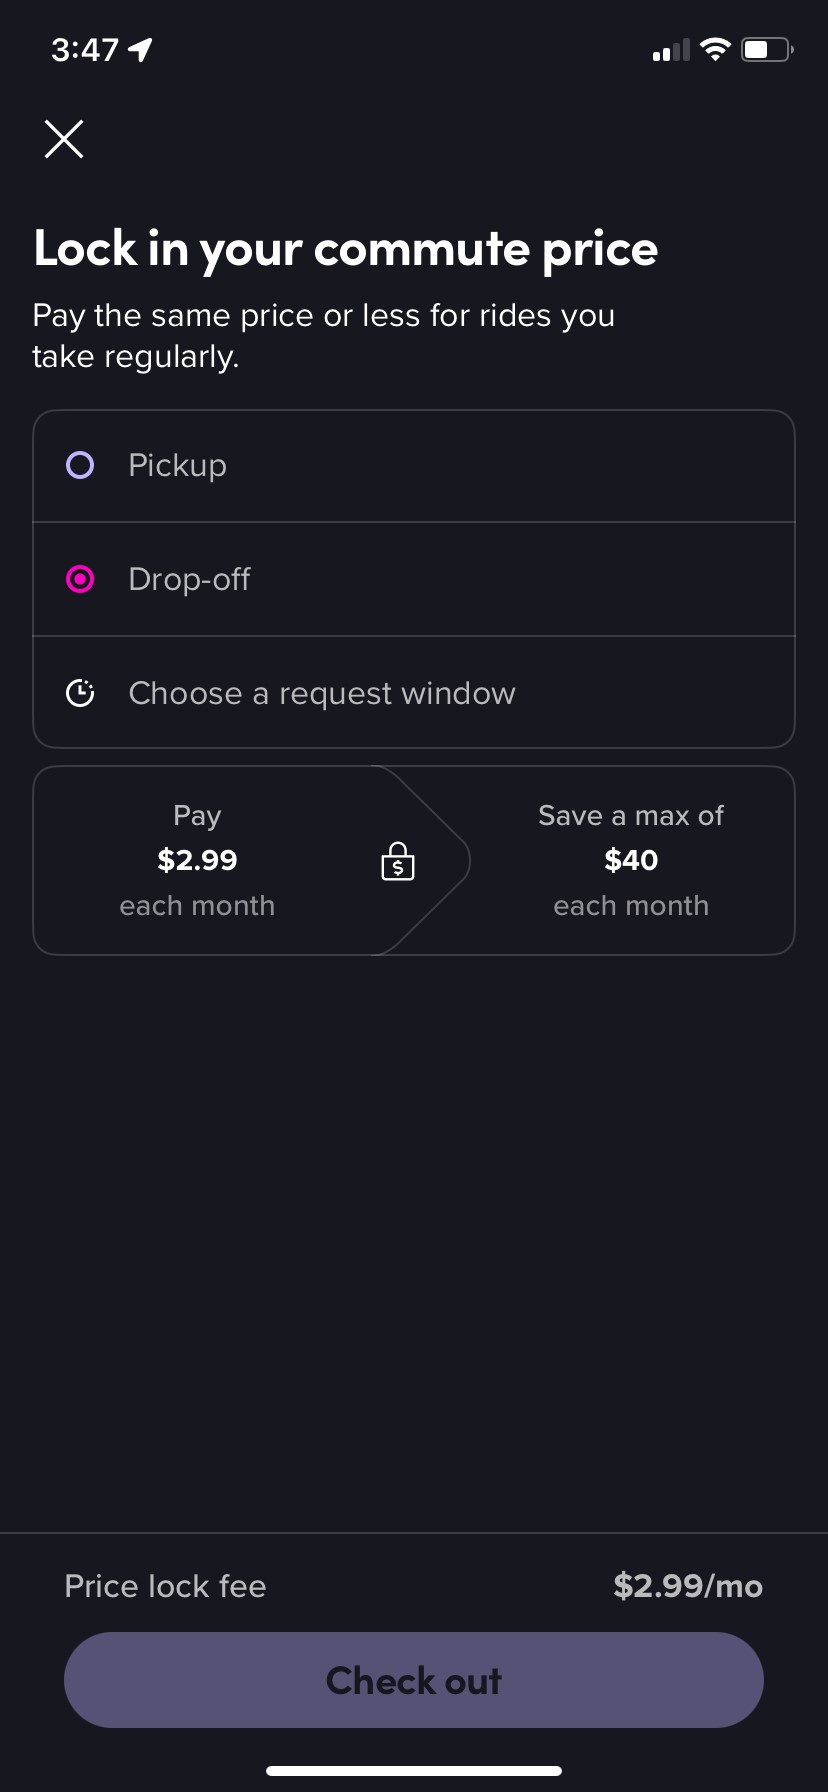 3:47
Lock in your commute price
Pay the same price or less for rides you
take regularly.
Pickup
Drop-off
Choose a request window
Pay
$2.99
each month
$
Save a max of
$40
each month
Price lock fee
$2.99/mo
Check out